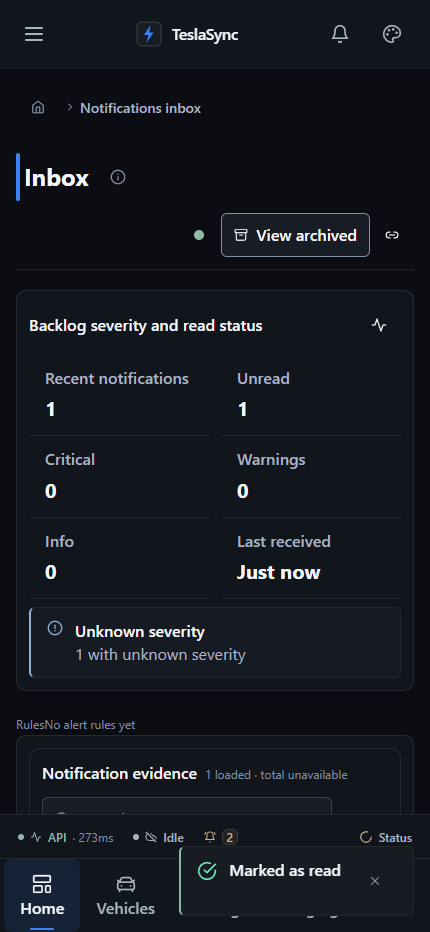 TeslaSync
Notifications inbox
Inbox
View archived
Backlog severity and read status
Recent notifications
1
Unread
1
Critical
0
Warnings
0
Info
0
Last received
Just now
Unknown severity
1 with unknown severity
RulesNo alert rules yet
Notification evidence 1 loaded · total unavailable
API · 273ms Idle 2 Status
Marked as read
Home Vehicles